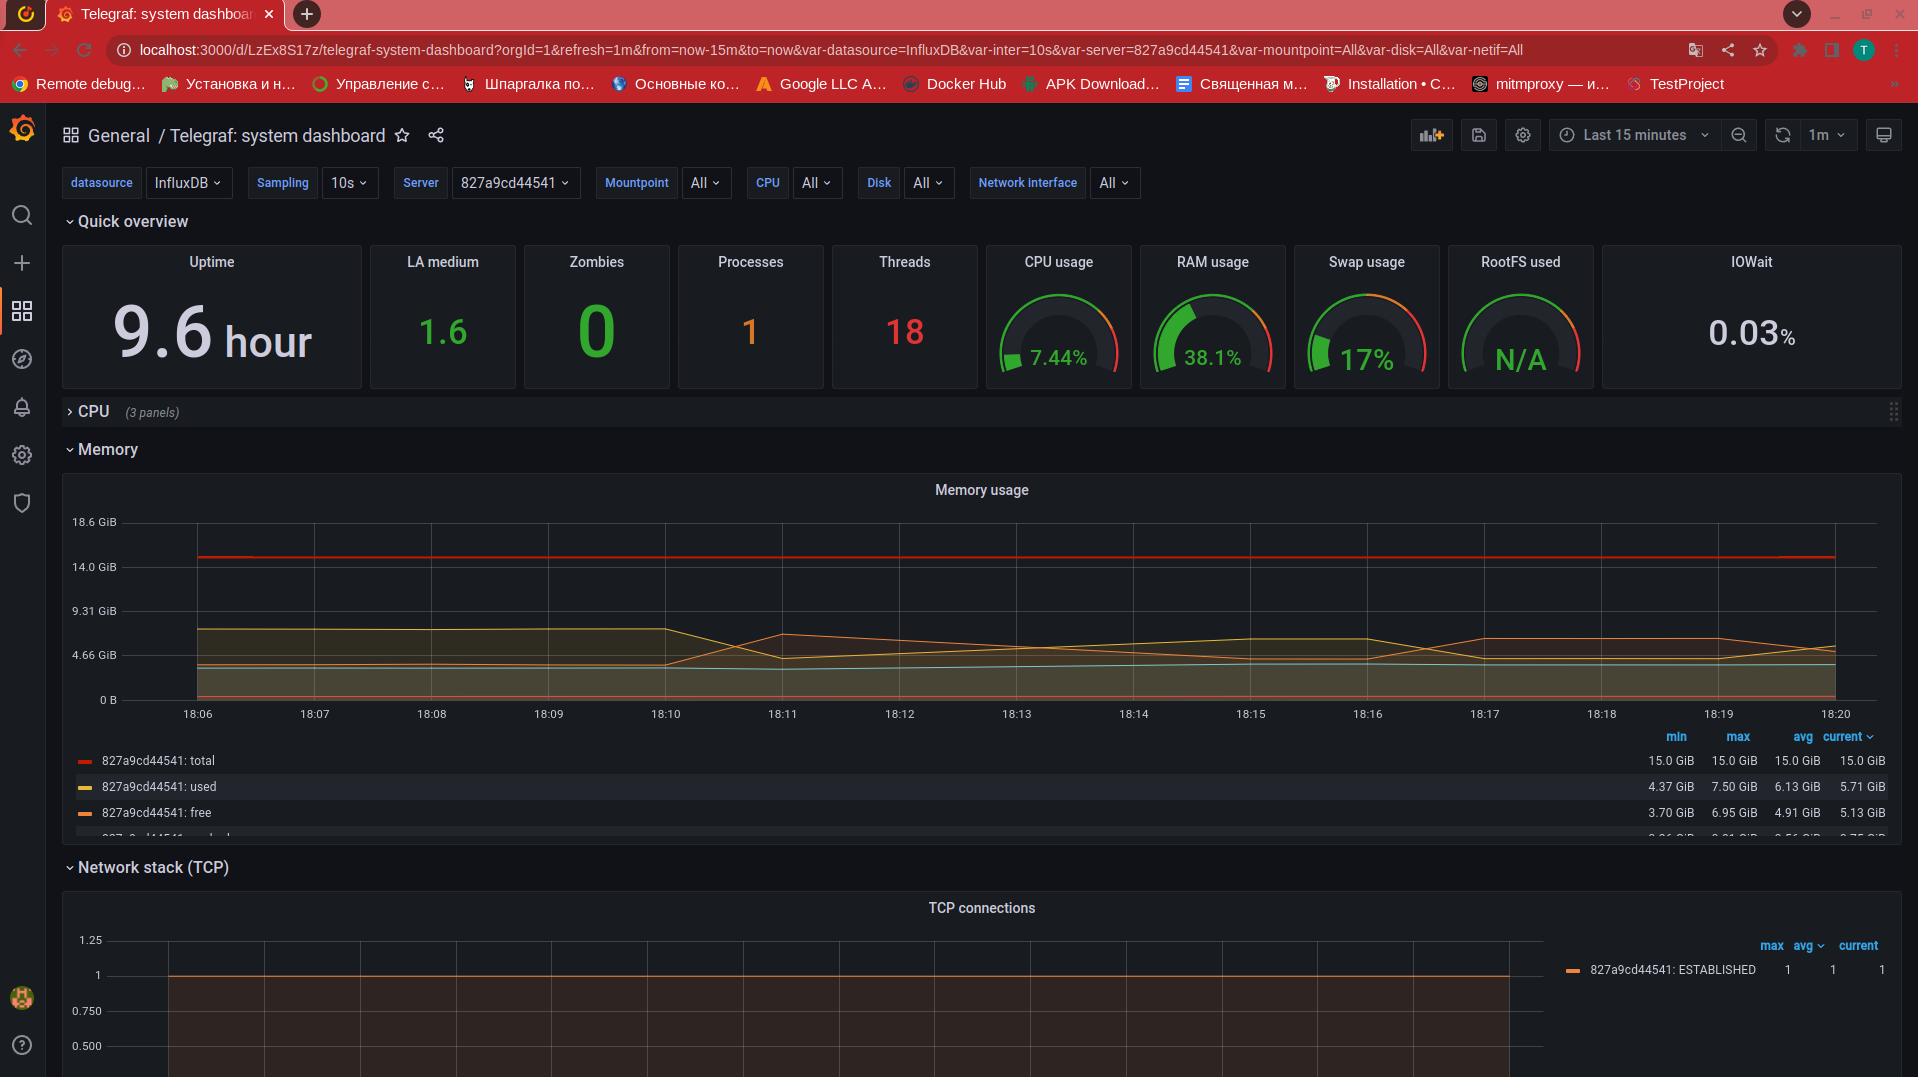 Telegraf: system dashboar
localhost:3000/d/LzEx8S17z/telegraf-system-dashboard?orgId=1&refresh=1m&from=now-15m&to=now&var-datasource=InfluxDB&var-inter=10s&var-server=827a9cd44541&var-mountpoint=All&var-disk=All&var-netif=All
T
Remote debug… Установка и н… Управление с… Шпаргалка по… Основные ко… Google LLC A… Docker Hub APK Download… Священная м… Installation • C… mitmproxy — и… TestProject »
General / Telegraf: system dashboard Last 15 minutes 1m
datasource InfluxDB Sampling 10s Server 827a9cd44541 Mountpoint All CPU All Disk All Network interface All
Quick overview
Uptime LA medium Zombies Processes Threads CPU usage RAM usage Swap usage RootFS used IOWait
9.6 hour 1.6 0 1 18 7.44% 38.1% 17% N/A 0.03%
CPU (3 panels)
Memory
Memory usage
18.6 GiB
14.0 GiB
9.31 GiB
4.66 GiB
0 B
18:06 18:07 18:08 18:09 18:10 18:11 18:12 18:13 18:14 18:15 18:16 18:17 18:18 18:19 18:20
min max avg current
827a9cd44541: total 15.0 GiB 15.0 GiB 15.0 GiB 15.0 GiB
827a9cd44541: used 4.37 GiB 7.50 GiB 6.13 GiB 5.71 GiB
827a9cd44541: free 3.70 GiB 6.95 GiB 4.91 GiB 5.13 GiB
Network stack (TCP)
TCP connections
1.25
1
0.750
0.500
max avg current
827a9cd44541: ESTABLISHED 1 1 1